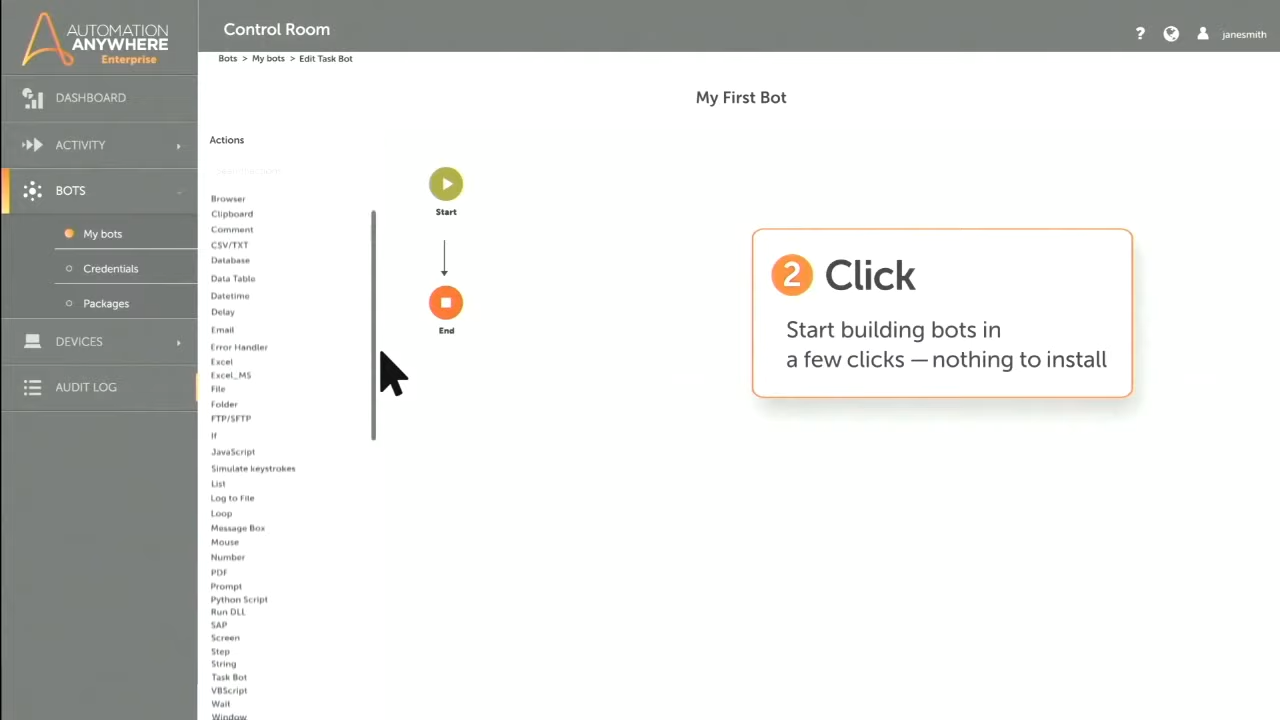 AUTOMATION
ANYWHERE
Enterprise
Control Room
janesmith
Bots > My bots > Edit Task Bot
DASHBOARD
ACTIVITY
BOTS
My bots
Credentials
Packages
DEVICES
AUDIT LOG
My First Bot
Actions
Browser
Clipboard
Comment
CSV/TXT
Database
Data Table
Datetime
Delay
Email
Error Handler
Excel
Excel_MS
File
Folder
FTP/SFTP
If
JavaScript
Simulate keystrokes
List
Log to File
Loop
Message Box
Mouse
Number
PDF
Prompt
Python Script
Run DLL
SAP
Screen
Step
String
Task Bot
VBScript
Wait
Window
Start
End
2 Click
Start building bots in
a few clicks — nothing to install